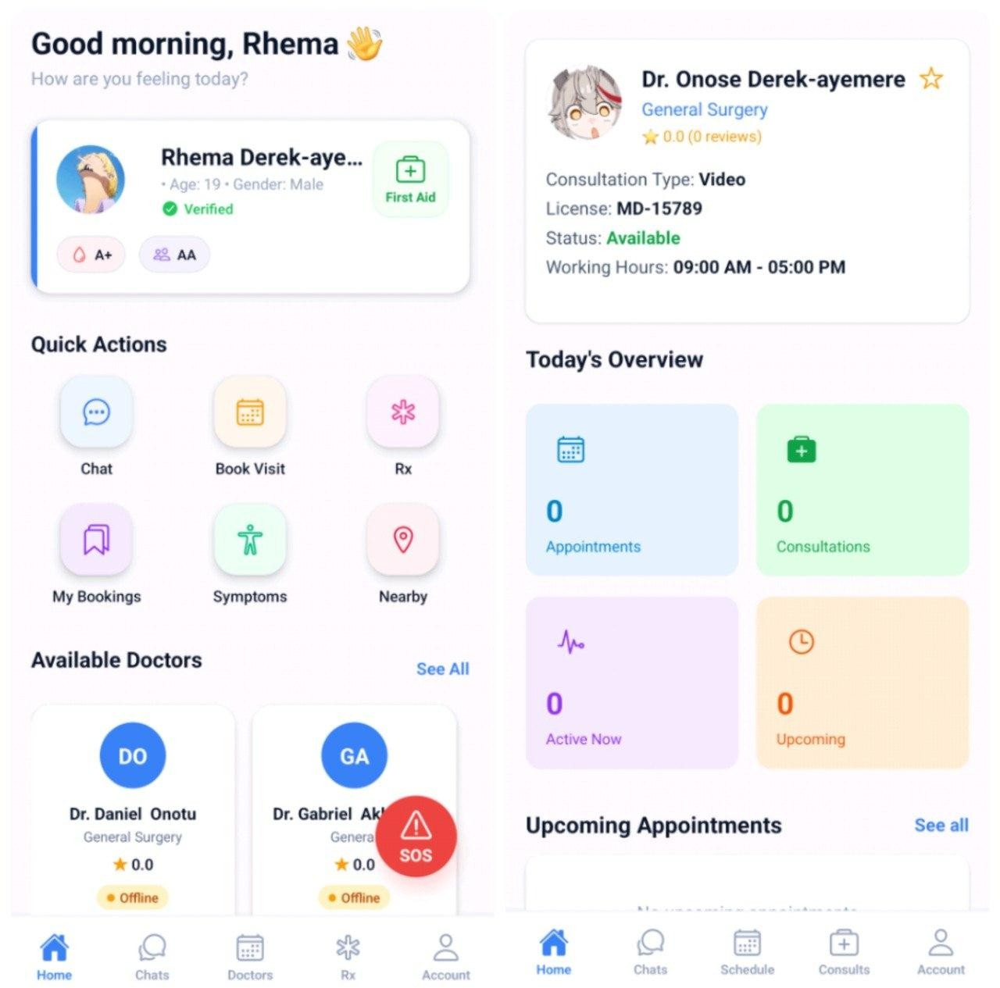 Good morning, Rhema 👋
How are you feeling today?
Rhema Derek-aye...
• Age: 19 • Gender: Male
Verified
First Aid
A+
AA
Quick Actions
Chat
Book Visit
Rx
My Bookings
Symptoms
Nearby
Available Doctors
See All
DO
Dr. Daniel Onotu
General Surgery
0.0
Offline
GA
Dr. Gabriel
0.0
Offline
SOS
Home
Chats
Doctors
Rx
Account
Dr. Onose Derek-ayemere
General Surgery
0.0 (0 reviews)
Consultation Type: Video
License: MD-15789
Status: Available
Working Hours: 09:00 AM - 05:00 PM
Today's Overview
0
Appointments
0
Consultations
0
Active Now
0
Upcoming
Upcoming Appointments
See all
No upcoming appointments
Home
Chats
Schedule
Consults
Account